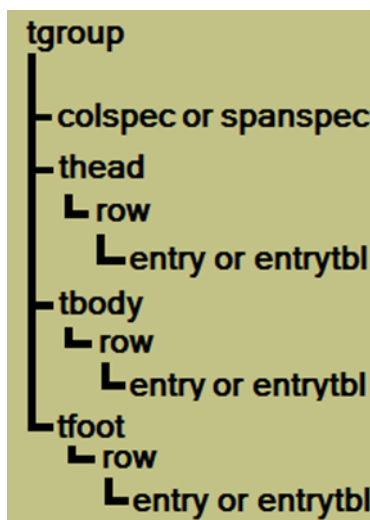 tgroup
colspec or spanspec
thead
row
entry or entrytbl
tbody
row
entry or entrytbl
tfoot
row
entry or entrytbl